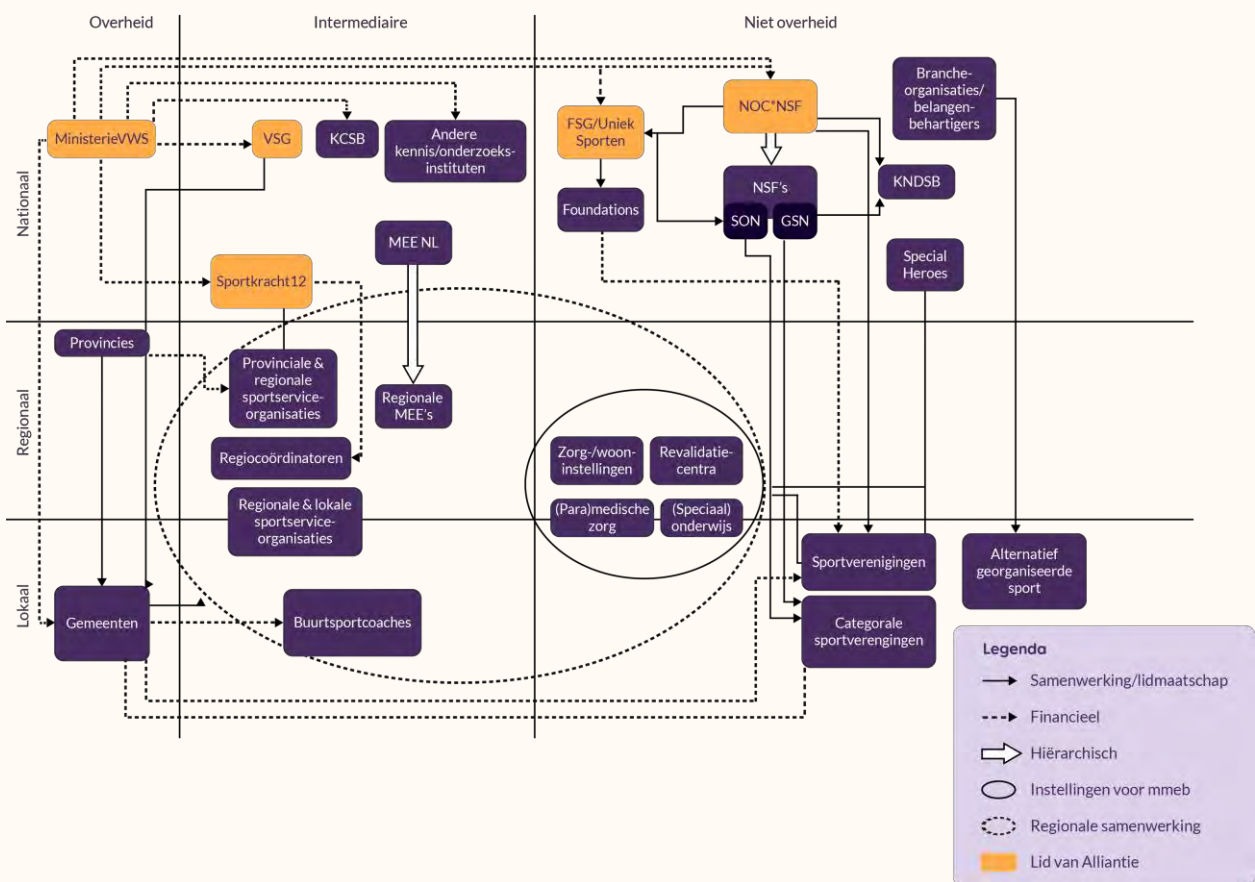 Overheid
Intermediaire
Niet overheid
Nationaal
MinisterieVWS
VSG
KCSB
Andere
kennis/onderzoeks-
instituten
FSG/Uniek
Sporten
NOC*NSF
Branche-
organisaties/
belangen-
behartigers
Foundations
NSF's
SON
GSN
KNDSB
MEE NL
Sportkracht12
Special
Heroes
Regionaal
Provincies
Provinciale &
regionale
sportservice-
organisaties
Regionale
MEE's
Regiocoördinatoren
Zorg-/woon-
instellingen
Revalidatie-
centra
Regionale & lokale
sportservice-
organisaties
(Para)medische
zorg
(Speciaal)
onderwijs
Lokaal
Gemeenten
Buurtsportcoaches
Sportverenigingen
Alternatief
georganiseerde
sport
Categorale
sportverengingen
Legenda
Samenwerking/lidmaatschap
Financieel
Hiërarchisch
Instellingen voor mmeb
Regionale samenwerking
Lid van Alliantie